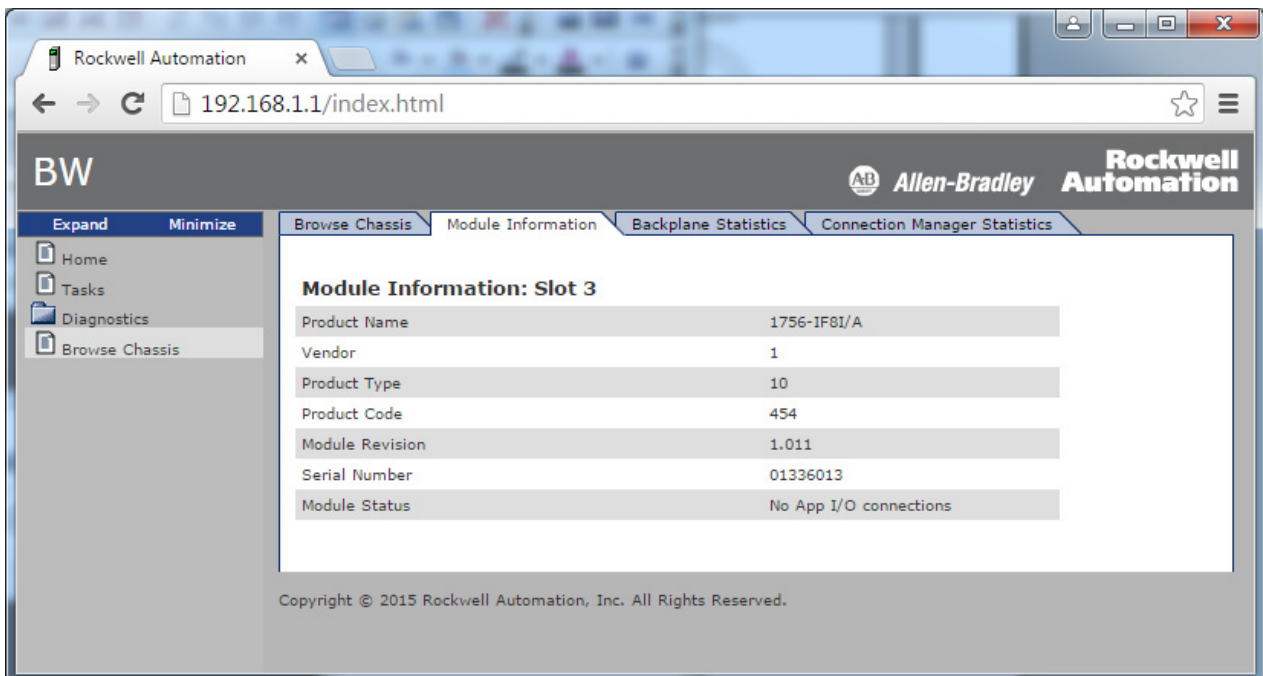 Rockwell Automation
192.168.1.1/index.html
BW
AB Allen-Bradley
Rockwell Automation
Expand Minimize
Home
Tasks
Diagnostics
Browse Chassis
Browse Chassis Module Information Backplane Statistics Connection Manager Statistics
Module Information: Slot 3
Product Name 1756-IF8I/A
Vendor 1
Product Type 10
Product Code 454
Module Revision 1.011
Serial Number 01336013
Module Status No App I/O connections
Copyright © 2015 Rockwell Automation, Inc. All Rights Reserved.